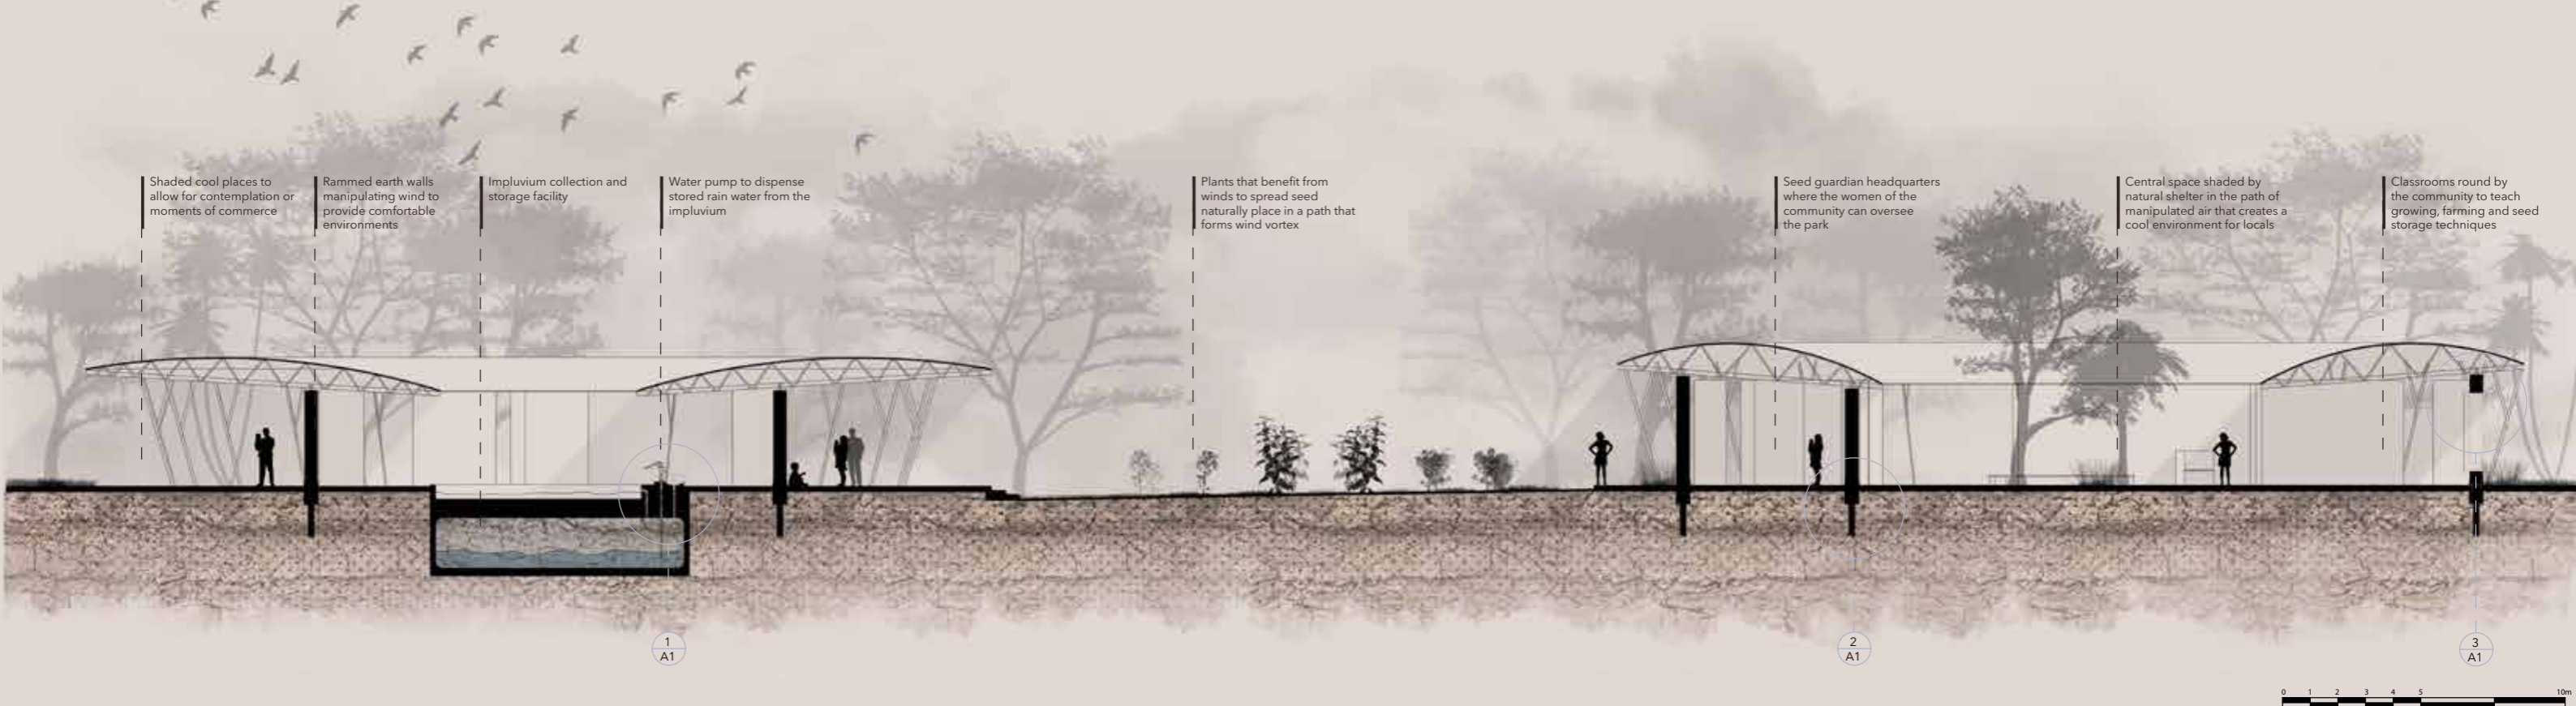 Shaded cool places to
allow for contemplation or
moments of commerce
Rammed earth walls
manipulating wind to
provide comfortable
environments
Impluvium collection and
storage facility
Water pump to dispense
stored rain water from the
impluvium
Plants that benefit from
winds to spread seed
naturally place in a path that
forms wind vortex
Seed guardian headquarters
where the women of the
community can oversee
the park
Central space shaded by
natural shelter in the path of
manipulated air that creates a
cool environment for locals
Classrooms round by
the community to teach
growing, farming and seed
storage techniques
1
A1
2
A1
3
A1
0 1 2 3 4 5 10m